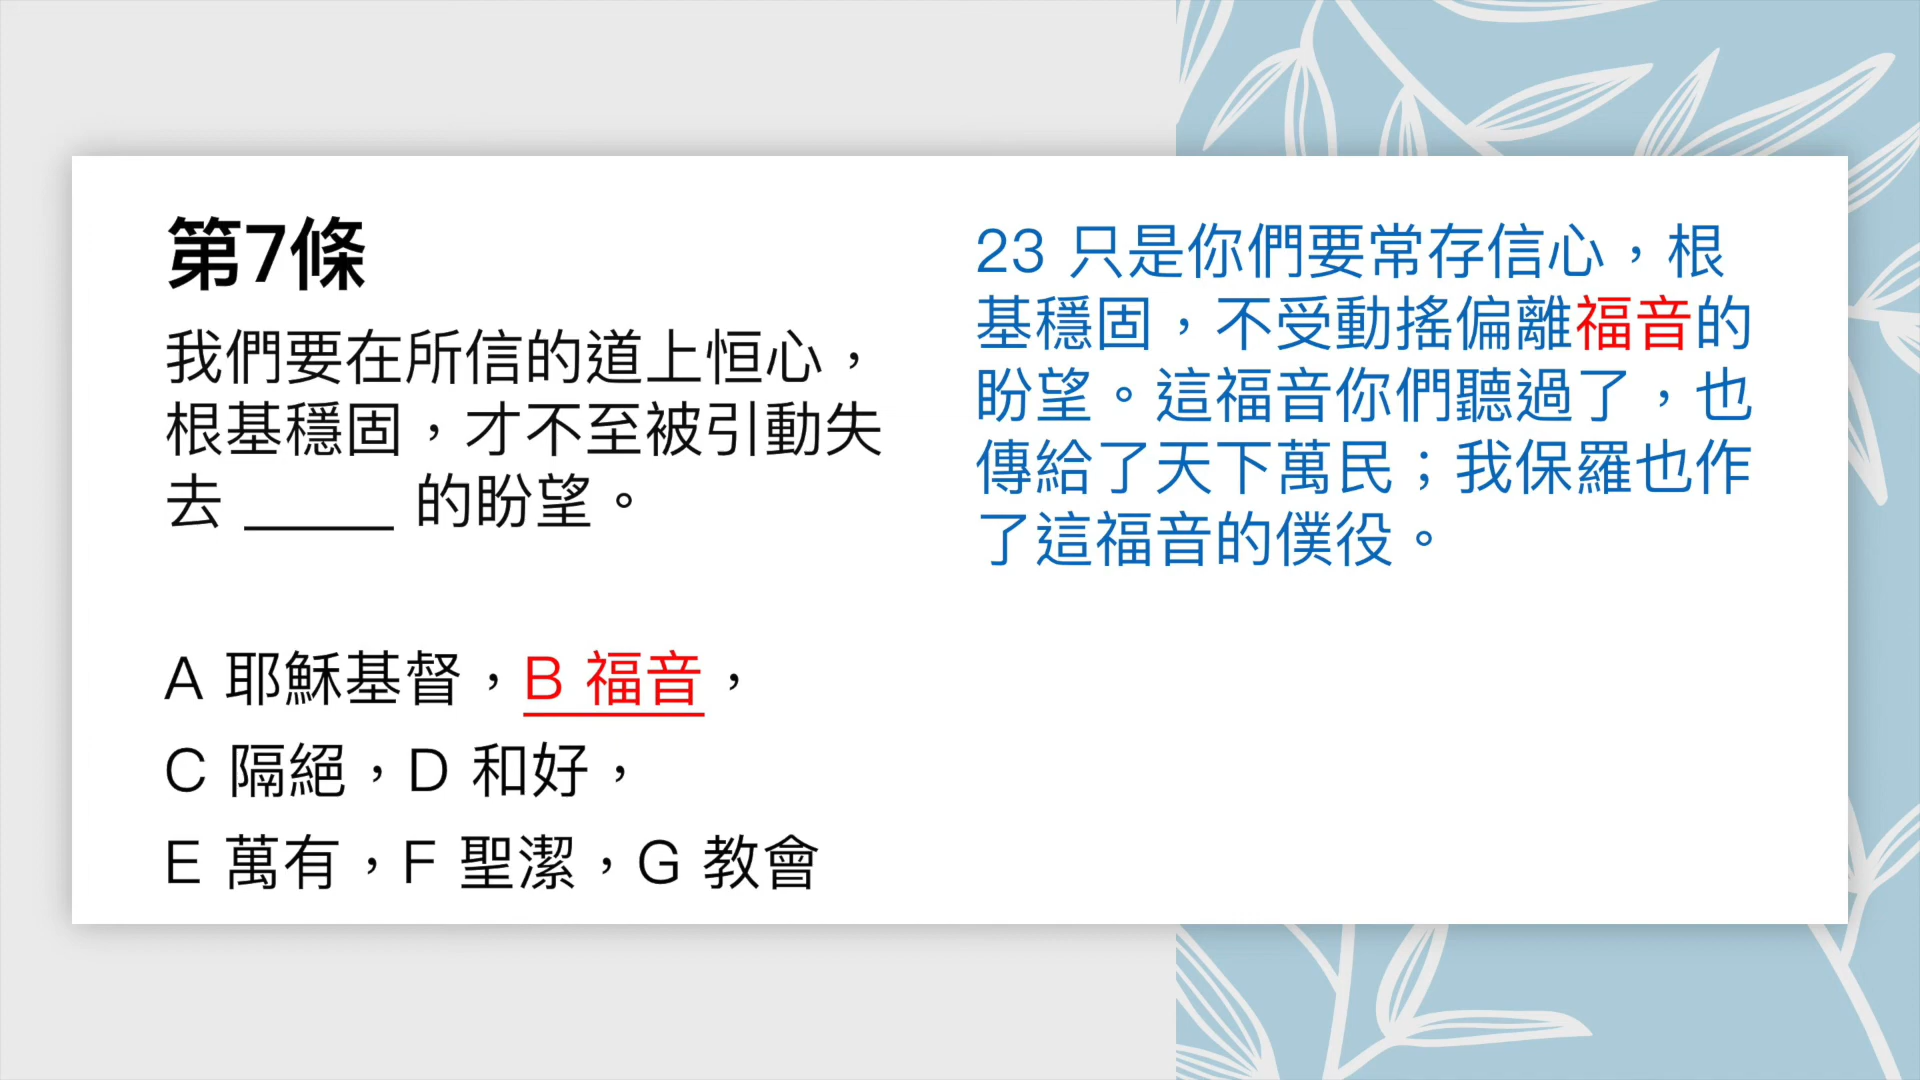 第7條
我們要在所信的道上恒心，
根基穩固，才不至被引動失
去 _____ 的盼望。
A 耶穌基督，B 福音，
C 隔絕，D 和好，
E 萬有，F 聖潔，G 教會
23 只是你們要常存信心，根
基穩固，不受動搖偏離福音的
盼望。這福音你們聽過了，也
傳給了天下萬民；我保羅也作
了這福音的僕役。